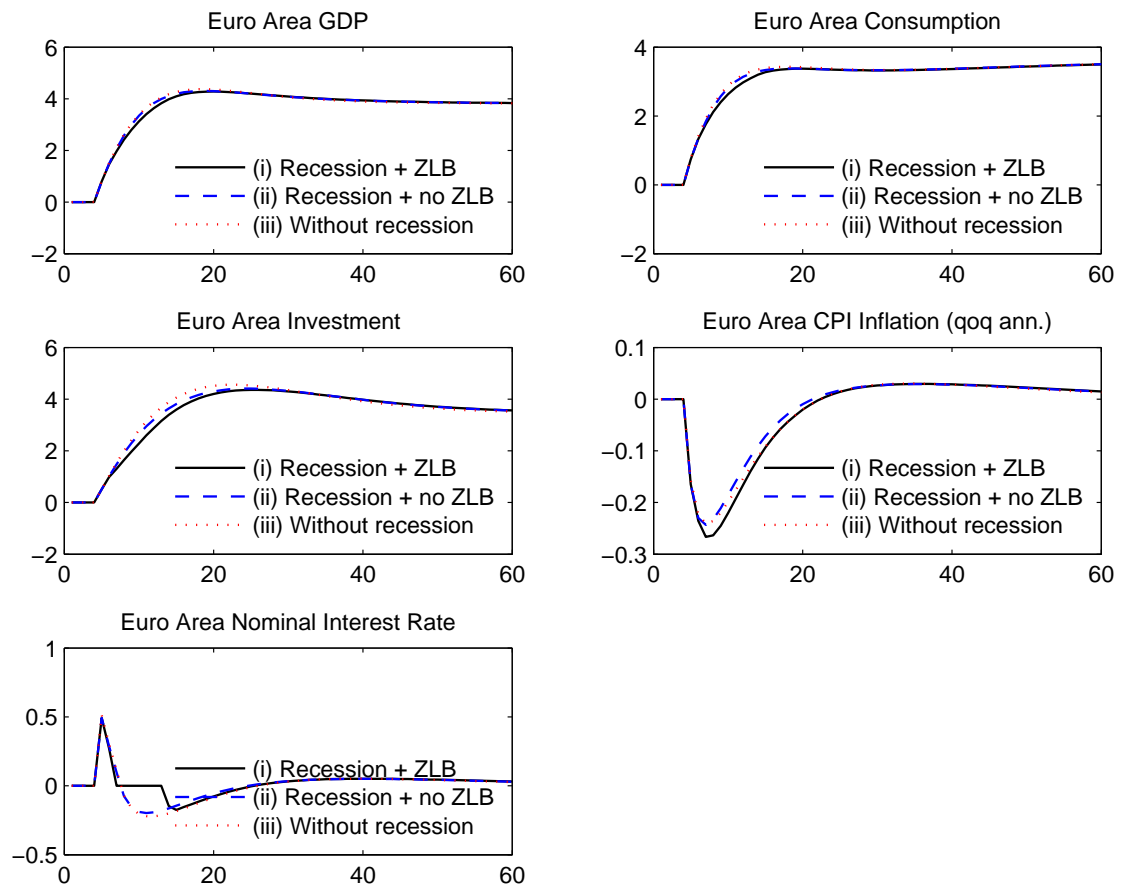 Euro Area GDP
6
4
2
0
−2
0 20 40 60
(i) Recession + ZLB
(ii) Recession + no ZLB
(iii) Without recession
Euro Area Consumption
4
2
0
−2
0 20 40 60
(i) Recession + ZLB
(ii) Recession + no ZLB
(iii) Without recession
Euro Area Investment
6
4
2
0
−2
0 20 40 60
(i) Recession + ZLB
(ii) Recession + no ZLB
(iii) Without recession
Euro Area CPI Inflation (qoq ann.)
0.1
0
−0.1
−0.2
−0.3
0 20 40 60
(i) Recession + ZLB
(ii) Recession + no ZLB
(iii) Without recession
Euro Area Nominal Interest Rate
1
0.5
0
−0.5
0 20 40 60
(i) Recession + ZLB
(ii) Recession + no ZLB
(iii) Without recession